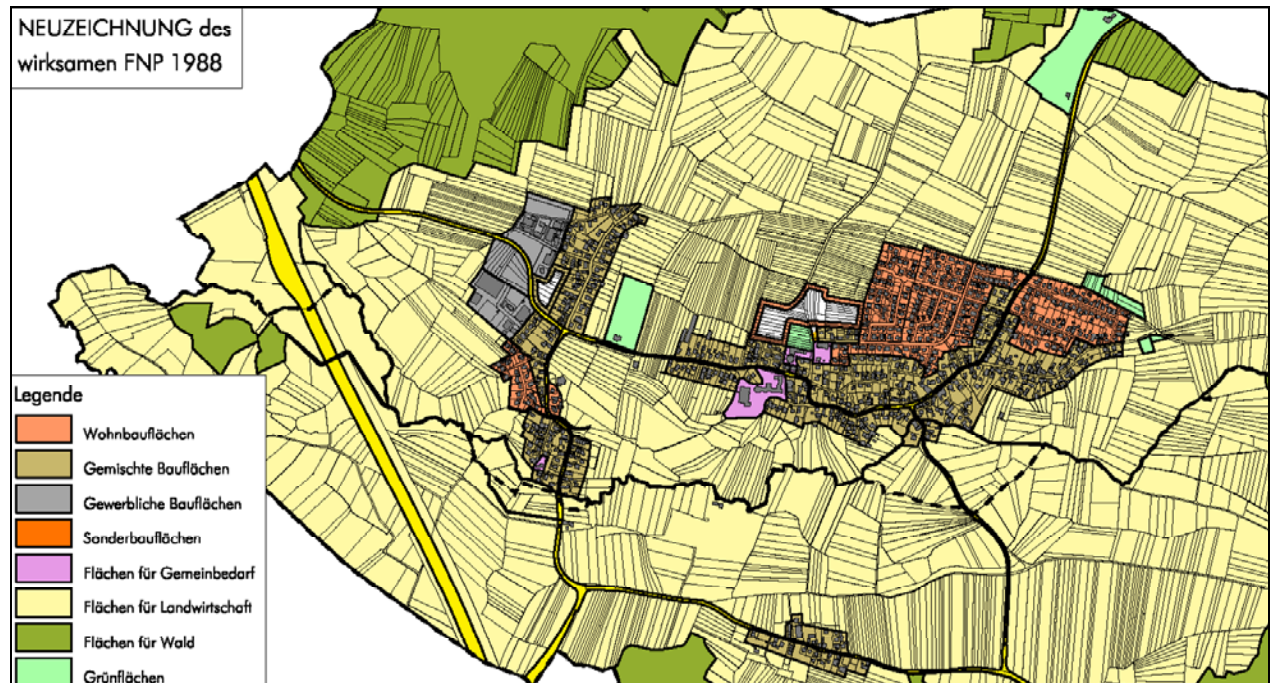 NEUZEICHNUNG des
wirksamen FNP 1988
Legende
Wohnbauflächen
Gemischte Bauflächen
Gewerbliche Bauflächen
Sonderbauflächen
Flächen für Gemeinbedarf
Flächen für Landwirtschaft
Flächen für Wald
Grünflächen